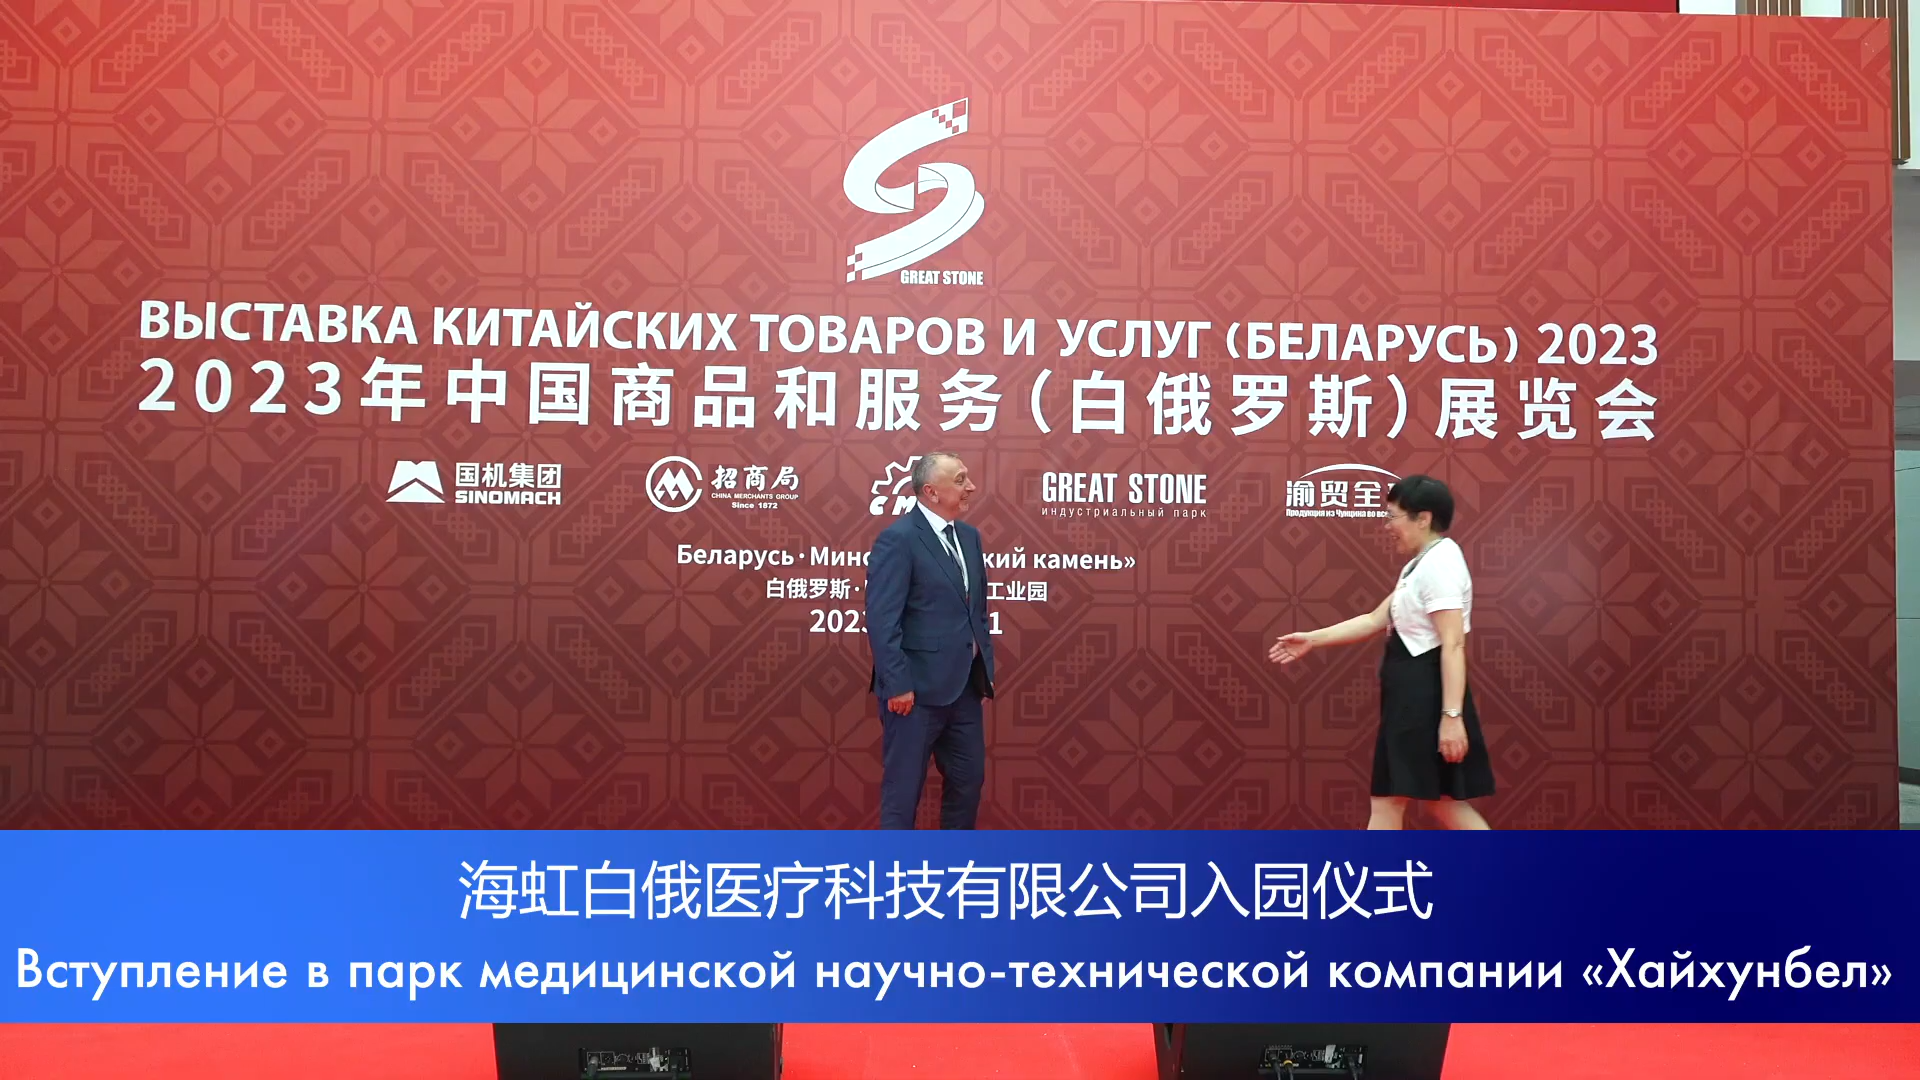 GREAT STONE
ВЫСТАВКА КИТАЙСКИХ ТОВАРОВ И УСЛУГ (БЕЛАРУСЬ) 2023
2023年中国商品和服务(白俄罗斯)展览会
国机集团
SINOMACH
招商局
CHINA MERCHANTS GROUP
Since 1872
GREAT STONE
индустриальный парк
渝贸全
Продукция из Чунцина во
Беларусь·
камень»
白俄罗斯·
工业园
海虹白俄医疗科技有限公司入园仪式
Вступление в парк медицинской научно-технической компании «Хайхунбел»